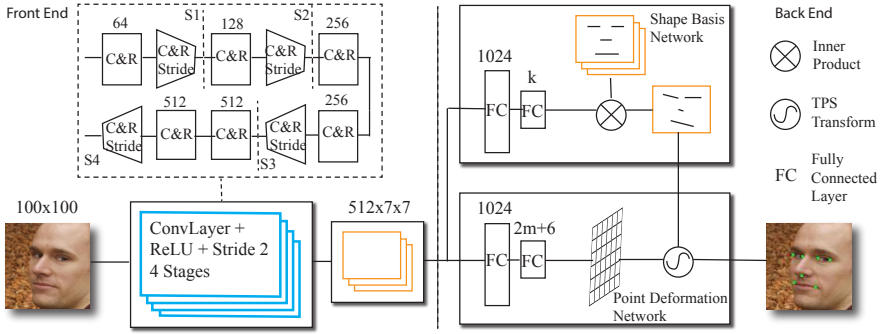 Front End
64
S1
128
S2
256
C&R
C&R
Stride
C&R
C&R
Stride
C&R
512
512
256
C&R
Stride
C&R
C&R
C&R
Stride
C&R
S4
S3
100x100
ConvLayer +
ReLU + Stride 2
4 Stages
512x7x7
Shape Basis
Network
1024
k
FC
FC
1024
2m+6
FC
FC
Point Deformation
Network
Back End
Inner
Product
TPS
Transform
FC
Fully
Connected
Layer